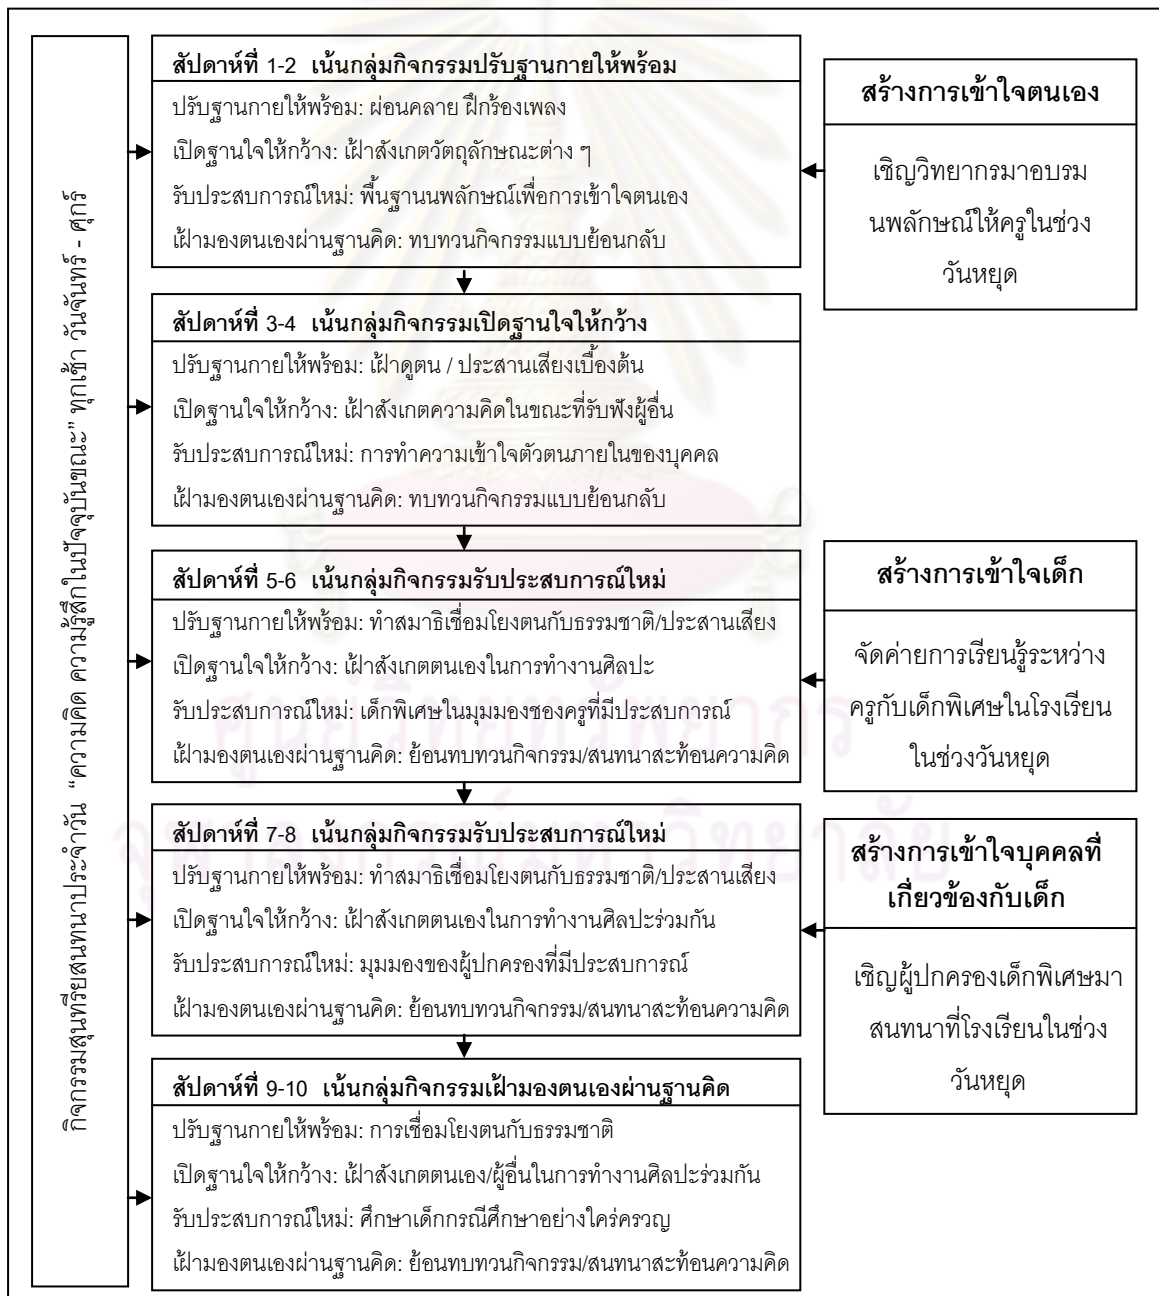 กิจกรรมสุนทรียสนทนาประจำวัน “ความคิด ความรู้สึกในปัจจุบันขณะ” ทุกเช้า วันจันทร์ - ศุกร์
สัปดาห์ที่ 1-2 เน้นกลุ่มกิจกรรมปรับฐานกายให้พร้อม
ปรับฐานกายให้พร้อม: ผ่อนคลาย ฝึกร้องเพลง
เปิดฐานใจให้กว้าง: เฝ้าสังเกตวัตถุลักษณะต่าง ๆ
รับประสบการณ์ใหม่: พื้นฐานนพลักษณ์เพื่อการเข้าใจตนเอง
เฝ้ามองตนเองผ่านฐานคิด: ทบทวนกิจกรรมแบบย้อนกลับ
สร้างการเข้าใจตนเอง
เชิญวิทยากรมาอบรม
นพลักษณ์ให้ครูในช่วง
วันหยุด
สัปดาห์ที่ 3-4 เน้นกลุ่มกิจกรรมเปิดฐานใจให้กว้าง
ปรับฐานกายให้พร้อม: เฝ้าดูตน / ประสานเสียงเบื้องต้น
เปิดฐานใจให้กว้าง: เฝ้าสังเกตความคิดในขณะที่รับฟังผู้อื่น
รับประสบการณ์ใหม่: การทำความเข้าใจตัวตนภายในของบุคคล
เฝ้ามองตนเองผ่านฐานคิด: ทบทวนกิจกรรมแบบย้อนกลับ
สัปดาห์ที่ 5-6 เน้นกลุ่มกิจกรรมรับประสบการณ์ใหม่
ปรับฐานกายให้พร้อม: ทำสมาธิเชื่อมโยงตนกับธรรมชาติ/ประสานเสียง
เปิดฐานใจให้กว้าง: เฝ้าสังเกตตนเองในการทำงานศิลปะ
รับประสบการณ์ใหม่: เด็กพิเศษในมุมมองชองครูที่มีประสบการณ์
เฝ้ามองตนเองผ่านฐานคิด: ย้อนทบทวนกิจกรรม/สนทนาสะท้อนความคิด
สร้างการเข้าใจเด็ก
จัดค่ายการเรียนรู้ระหว่าง
ครูกับเด็กพิเศษในโรงเรียน
ในช่วงวันหยุด
ศูนย์วิทยทรัพยากร
จุฬาลงกรณ์มหาวิทยาลัย
สัปดาห์ที่ 7-8 เน้นกลุ่มกิจกรรมรับประสบการณ์ใหม่
ปรับฐานกายให้พร้อม: ทำสมาธิเชื่อมโยงตนกับธรรมชาติ/ประสานเสียง
เปิดฐานใจให้กว้าง: เฝ้าสังเกตตนเองในการทำงานศิลปะร่วมกัน
รับประสบการณ์ใหม่: มุมมองของผู้ปกครองที่มีประสบการณ์
เฝ้ามองตนเองผ่านฐานคิด: ย้อนทบทวนกิจกรรม/สนทนาสะท้อนความคิด
สร้างการเข้าใจบุคคลที่
เกี่ยวข้องกับเด็ก
เชิญผู้ปกครองเด็กพิเศษมา
สนทนาที่โรงเรียนในช่วง
วันหยุด
สัปดาห์ที่ 9-10 เน้นกลุ่มกิจกรรมเฝ้ามองตนเองผ่านฐานคิด
ปรับฐานกายให้พร้อม: การเชื่อมโยงตนกับธรรมชาติ
เปิดฐานใจให้กว้าง: เฝ้าสังเกตตนเอง/ผู้อื่นในการทำงานศิลปะร่วมกัน
รับประสบการณ์ใหม่: ศึกษาเด็กกรณีศึกษาอย่างใคร่ครวญ
เฝ้ามองตนเองผ่านฐานคิด: ย้อนทบทวนกิจกรรม/สนทนาสะท้อนความคิด